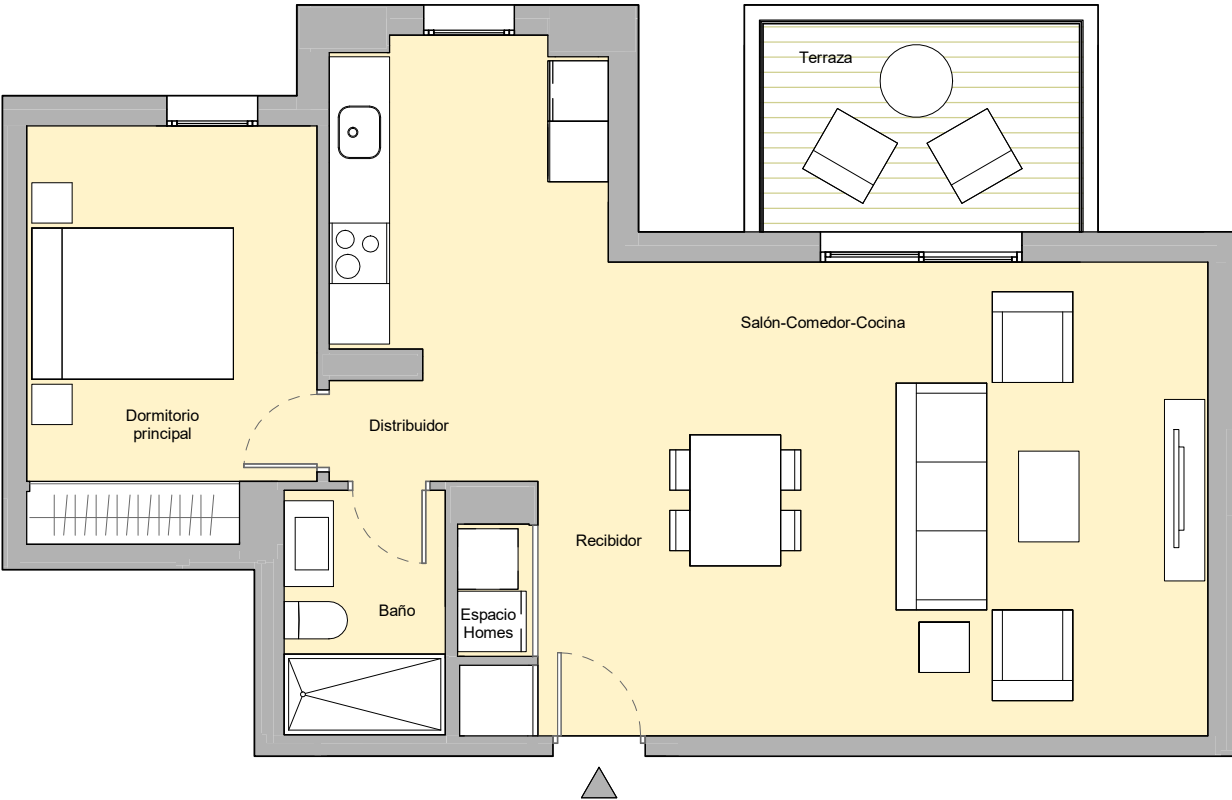 Terraza
Salón-Comedor-Cocina
Dormitorio
principal
Distribuidor
Recibidor
Baño
Espacio
Homes